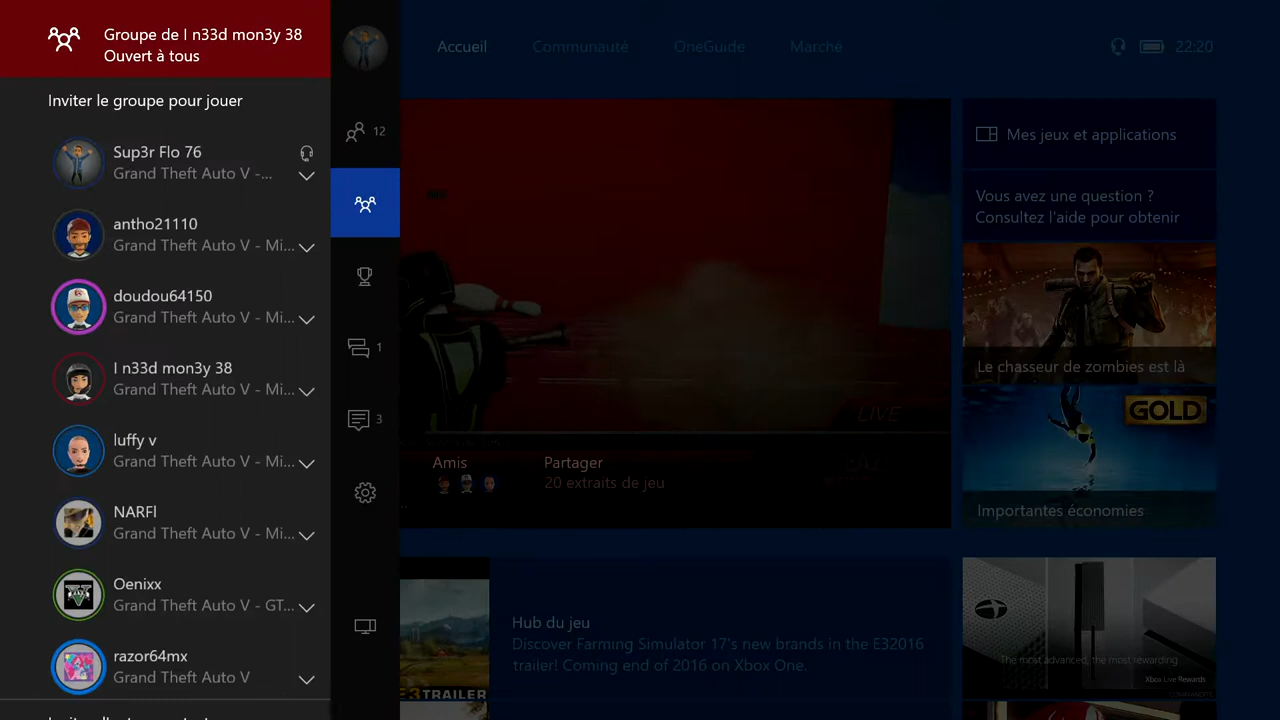 Groupe de I n33d mon3y 38
Ouvert à tous
Inviter le groupe pour jouer
Sup3r Flo 76
Grand Theft Auto V -...
antho21110
Grand Theft Auto V - Mi...
doudou64150
Grand Theft Auto V - Mi...
I n33d mon3y 38
Grand Theft Auto V - Mi...
luffy v
Grand Theft Auto V - Mi...
NARFI
Grand Theft Auto V - Mi...
Oenixx
Grand Theft Auto V - GT...
razor64mx
Grand Theft Auto V
12
1
3
Accueil
Communauté
OneGuide
Marché
22:20
LIVE
Amis
Partager
20 extraits de jeu
Mes jeux et applications
Vous avez une question ?
Consultez l'aide pour obtenir
Le chasseur de zombies est là
GOLD
Importantes économies
E3 TRAILER
Hub du jeu
Discover Farming Simulator 17's new brands in the E32016
trailer! Coming end of 2016 on Xbox One.
The most advanced, the most rewarding
Xbox Live Rewards